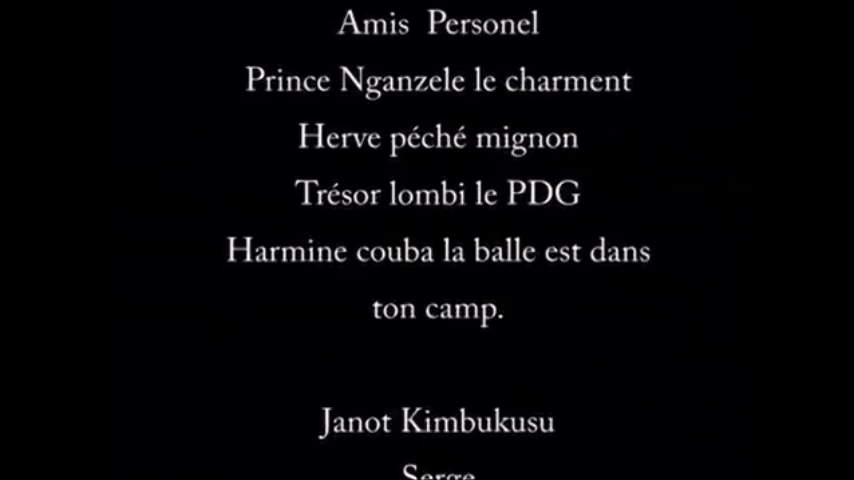 Amis Personel
Prince Nganzele le charment
Herve péché mignon
Trésor lombi le PDG
Harmine couba la balle est dans
ton camp.
Janot Kimbukusu
Serge